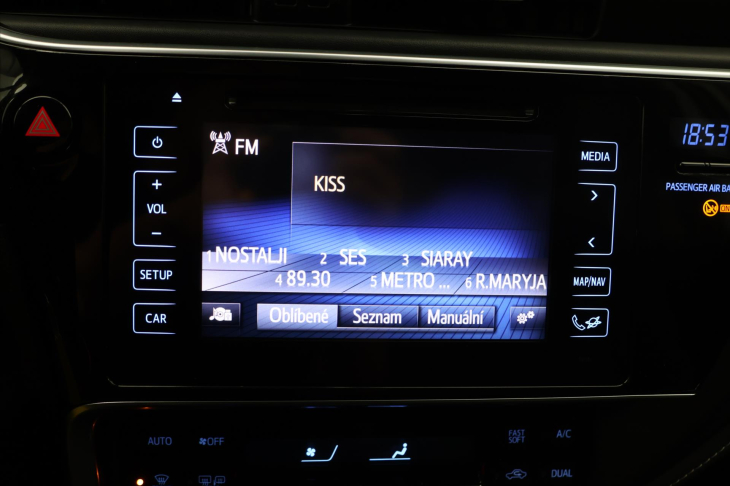 FM
KISS
1 NOSTALJI 2 SES 3 SIARAY
4 89.30 5 METRO ... 6 R.MARYJA
Oblíbené Seznam Manuální
VOL
SETUP
CAR
MEDIA
MAP/NAV
18:53
PASSENGER AIR BA
ON
AUTO OFF
FAST
SOFT
A/C
DUAL